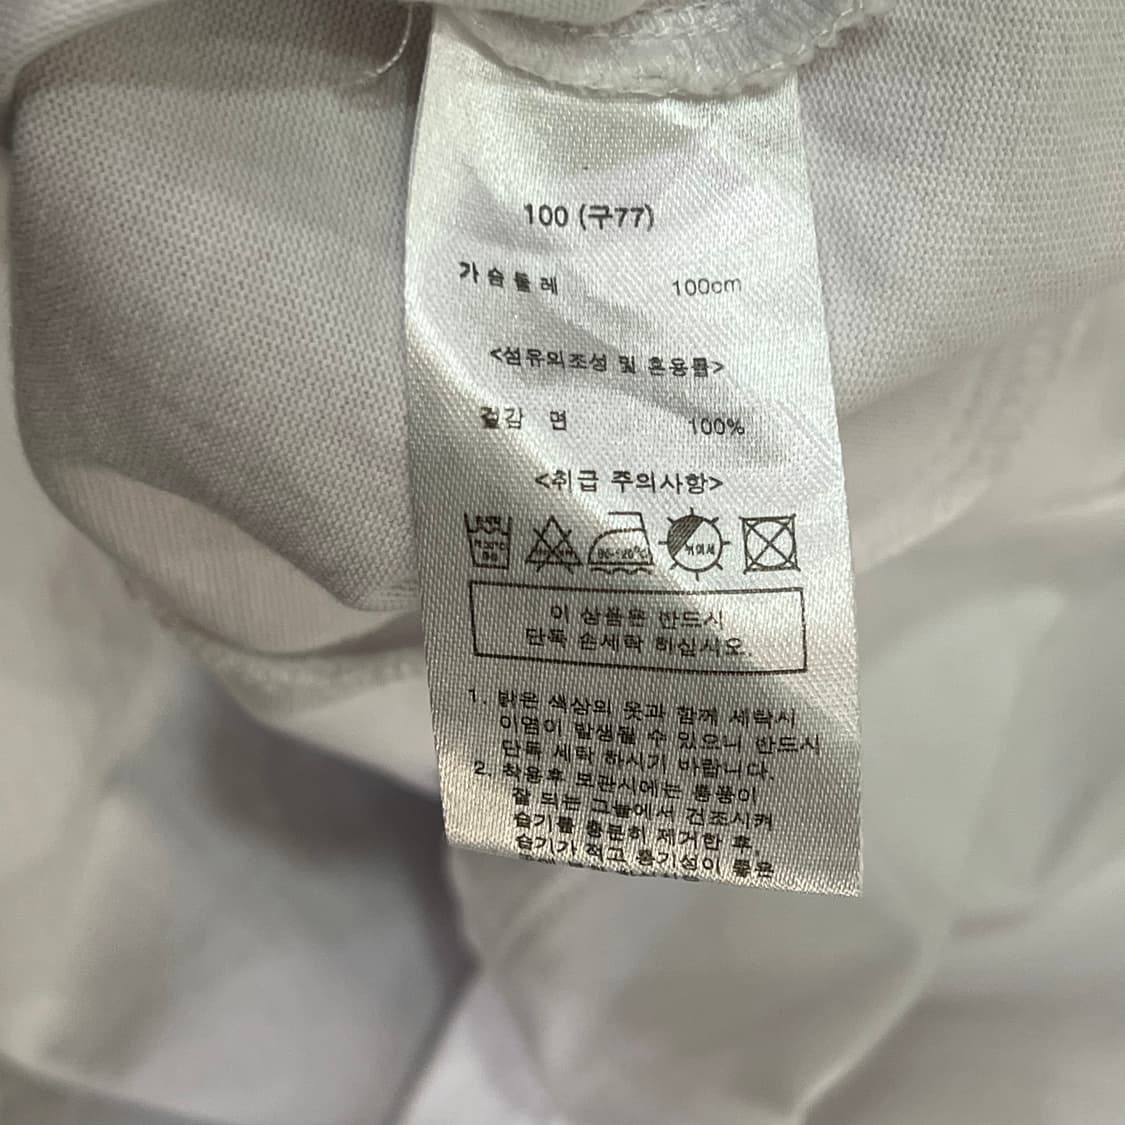 100 (구77)
가슴둘레 100cm
<섬유의조성 및 혼용률>
겉감 면 100%
<취급 주의사항>
80-120℃
뉘여서
이 상품은 반드시
단독 손세탁 하십시오.
1. 밝은 색상의 옷과 함께 세탁시
이염이 발생될 수 있으니 반드시
단독 세탁 하시기 바랍니다.
2. 착용후 보관시에는 통풍이
잘 되는 그늘에서 건조시켜
습기를 충분히 제거한 후,
습기가 적고 통기성이 좋은